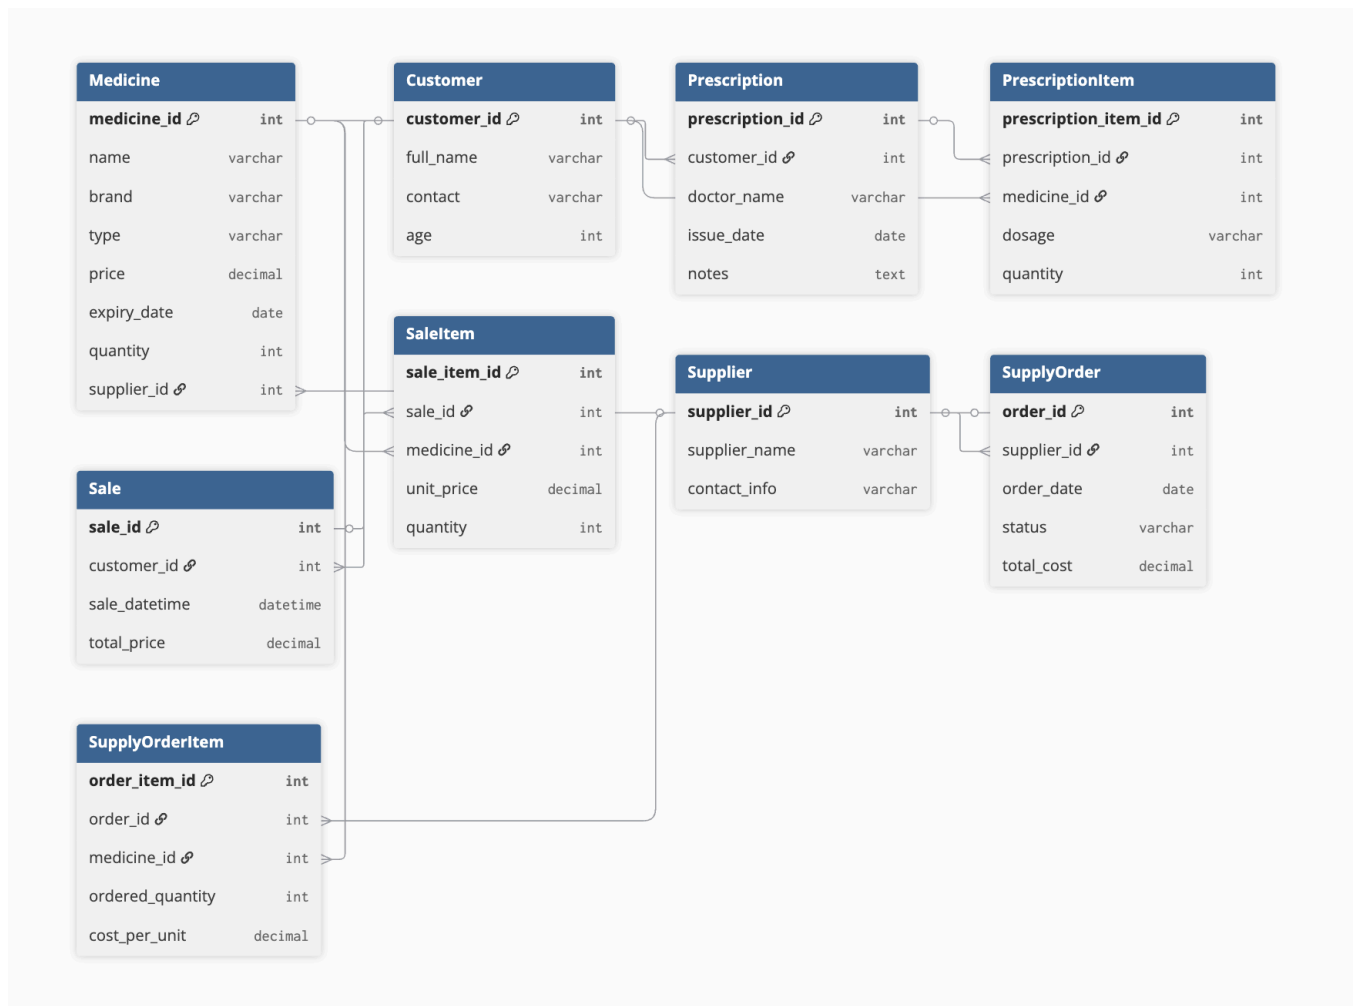 Medicine
medicine_id int
name varchar
brand varchar
type varchar
price decimal
expiry_date date
quantity int
supplier_id int
Customer
customer_id int
full_name varchar
contact varchar
age int
Prescription
prescription_id int
customer_id int
doctor_name varchar
issue_date date
notes text
PrescriptionItem
prescription_item_id int
prescription_id int
medicine_id int
dosage varchar
quantity int
SaleItem
sale_item_id int
sale_id int
medicine_id int
unit_price decimal
quantity int
Supplier
supplier_id int
supplier_name varchar
contact_info varchar
SupplyOrder
order_id int
supplier_id int
order_date date
status varchar
total_cost decimal
Sale
sale_id int
customer_id int
sale_datetime datetime
total_price decimal
SupplyOrderItem
order_item_id int
order_id int
medicine_id int
ordered_quantity int
cost_per_unit decimal